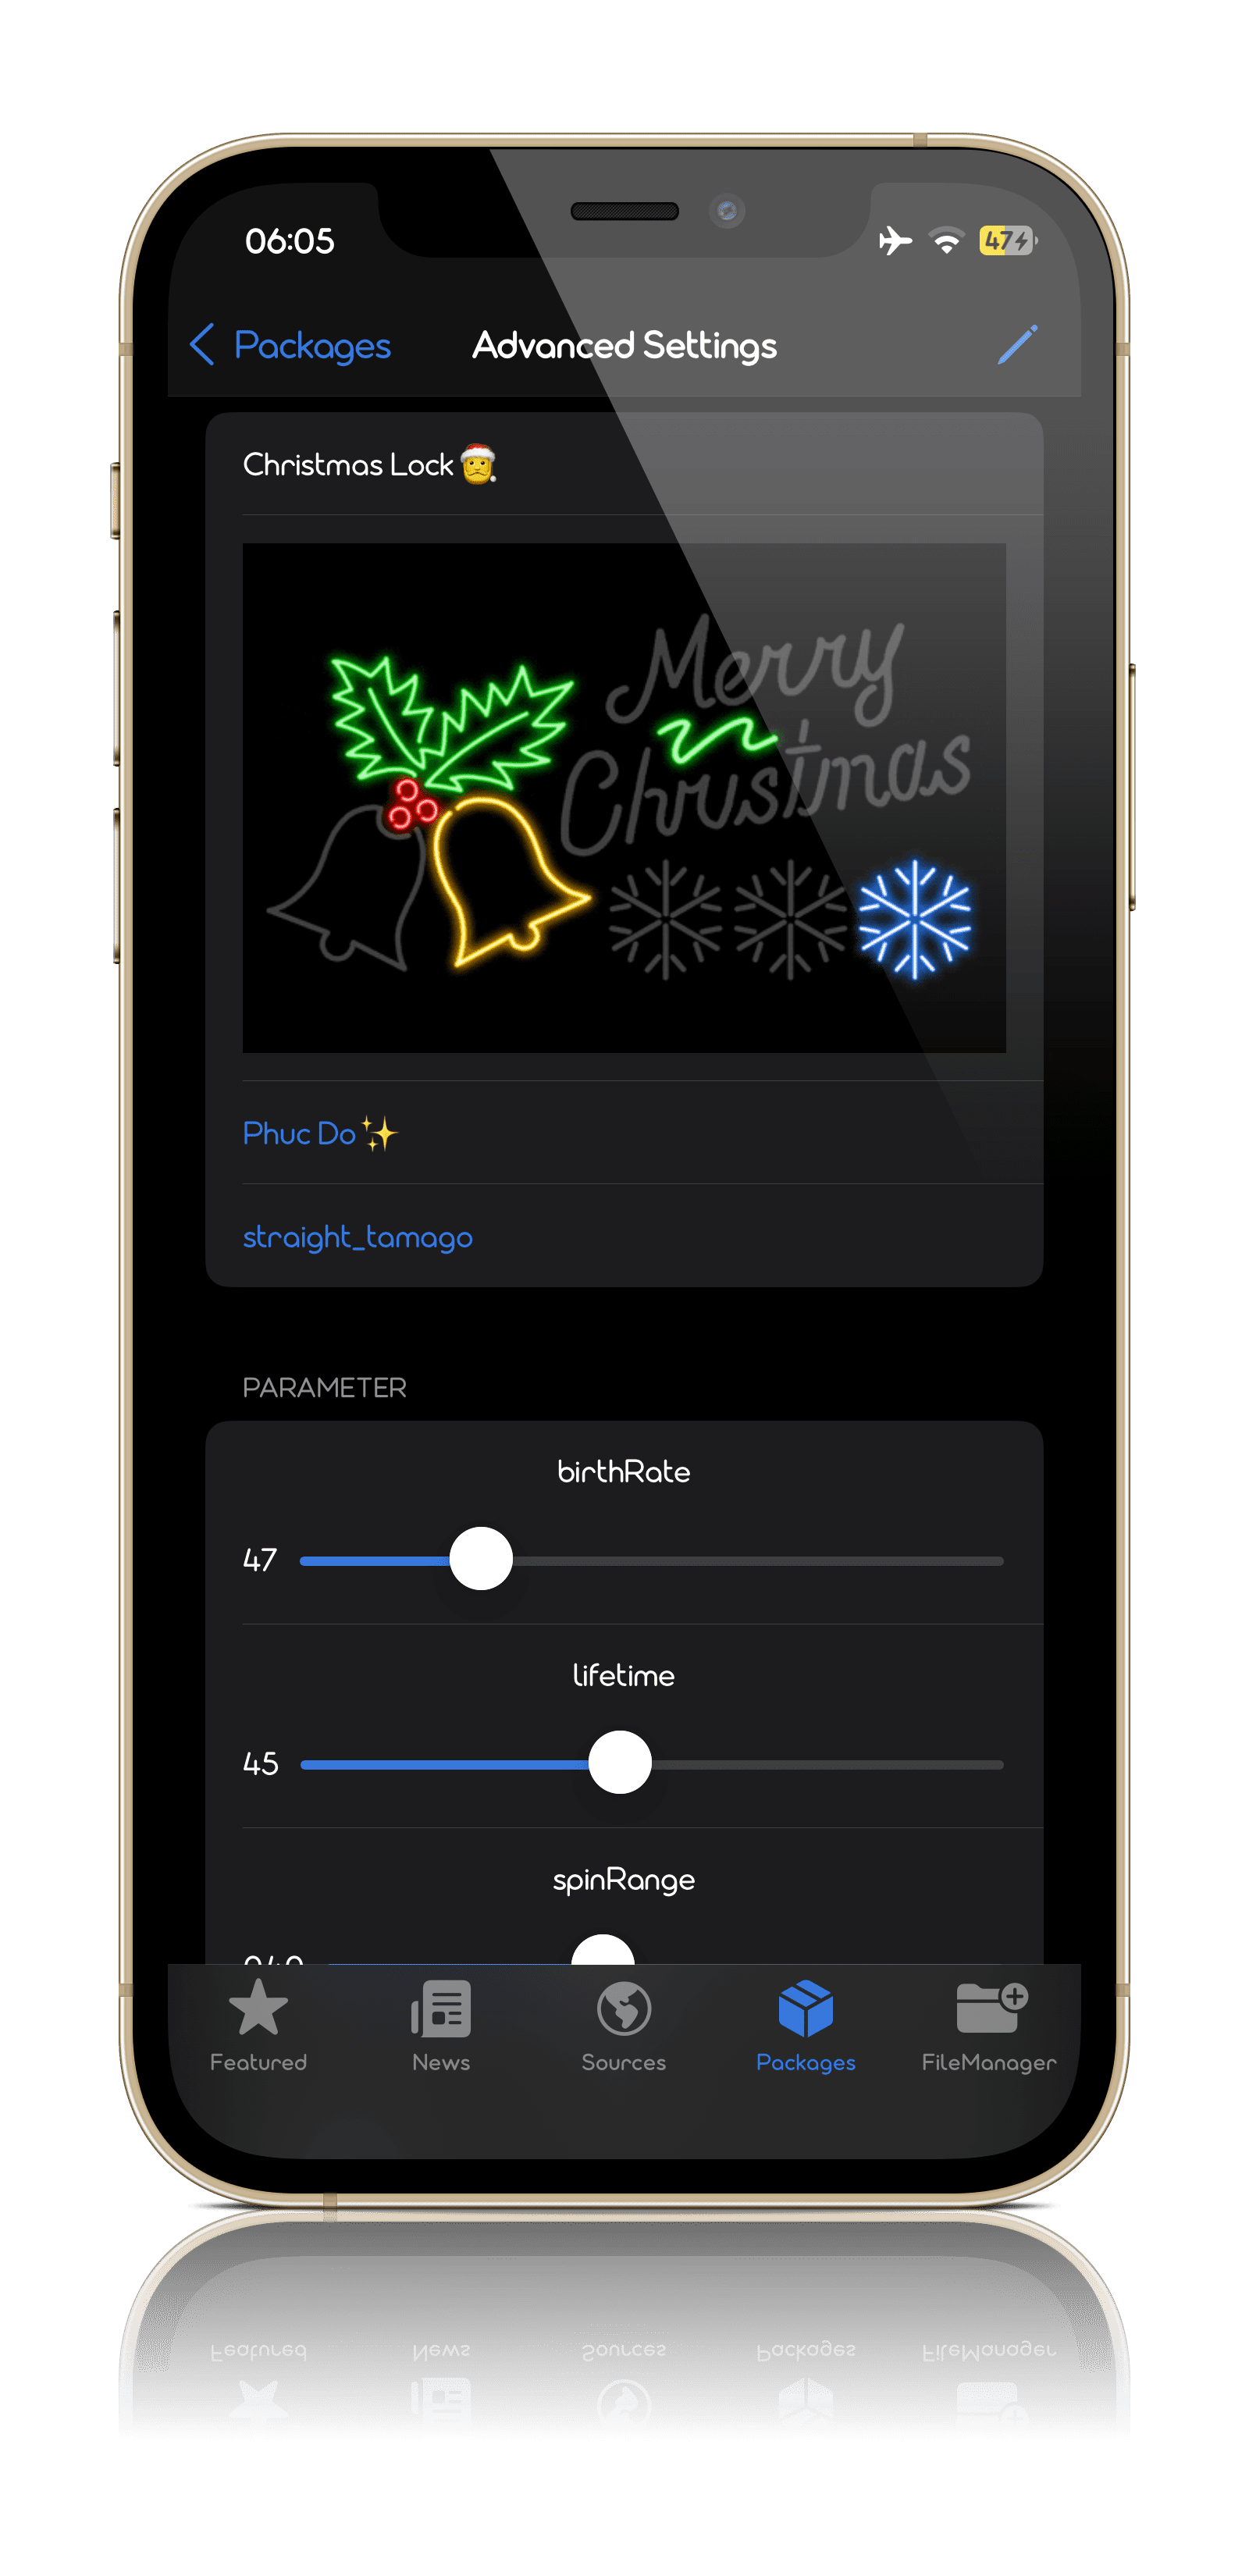 06:05
47
Packages
Advanced Settings
Christmas Lock
Merry
Christmas
Phuc Do
straight_tamago
PARAMETER
birthRate
47
lifetime
45
spinRange
Featured
News
Sources
Packages
FileManager